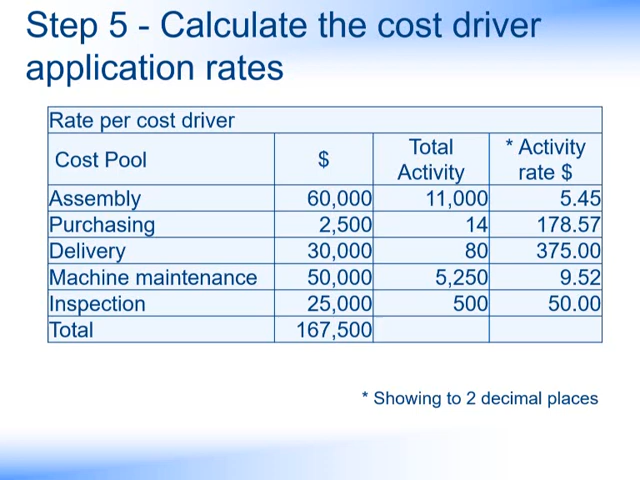 Step 5 - Calculate the cost driver
application rates
Rate per cost driver
Cost Pool $ Total Activity * Activity rate $
Assembly 60,000 11,000 5.45
Purchasing 2,500 14 178.57
Delivery 30,000 80 375.00
Machine maintenance 50,000 5,250 9.52
Inspection 25,000 500 50.00
Total 167,500
* Showing to 2 decimal places